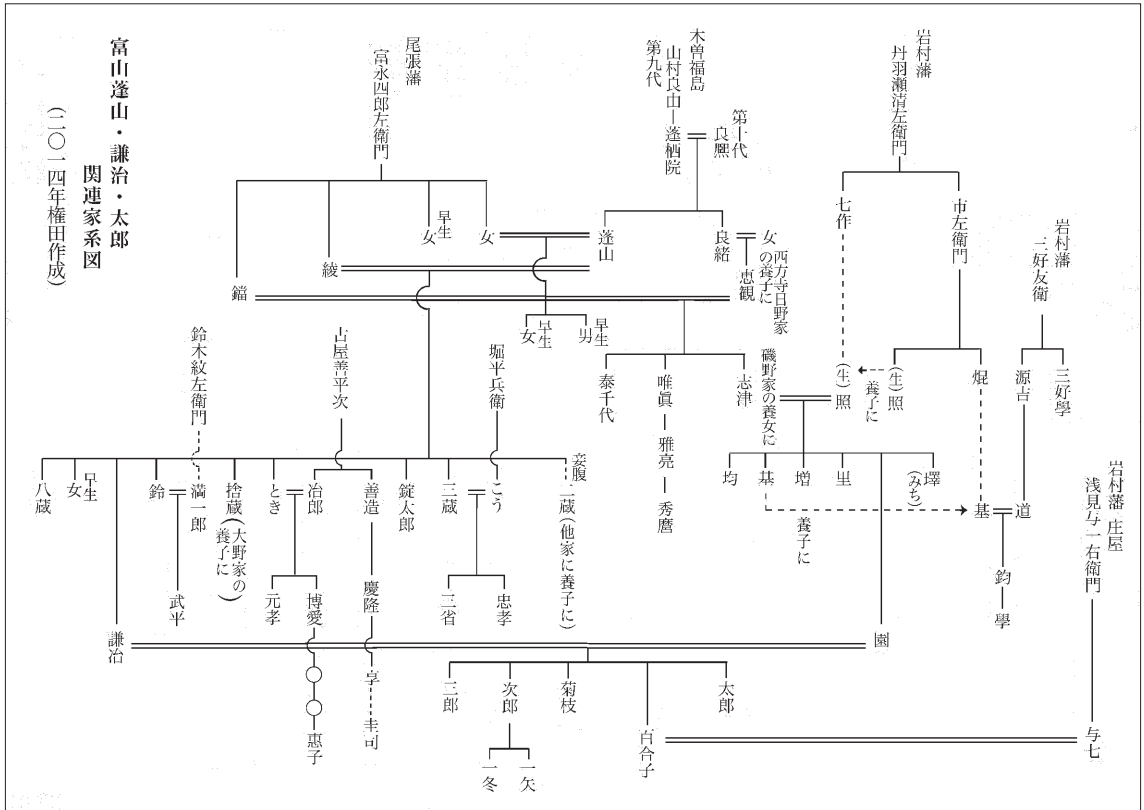 富山蓬山・謙治・太郎
関連家系図
(二〇一四年権田作成)
岩村藩 庄屋
浅見与一右衛門
与七
岩村藩
三好友衛
三好學
源吉
道
基
鈞
學
岩村藩
丹羽瀬清左衛門
市左衛門
七作
焜
(生)照
養子に
(生)照
磯野家の養女に
墿
(みち)
園
里
増
基
均
養子に
木曽福島
第十代
良凞
山村良由―蓬栖院
第九代
女
西方寺日野家
の養子に
恵観
良緒
蓬山
早生
男
早生
女
志津
唯眞
雅亮
秀麿
泰千代
尾張藩
富永四郎左衛門
女
早生
女
綾
鎦
妾腹
二蔵(他家に養子に)
堀平兵衛
こう
三蔵
忠孝
三省
錠太郎
古屋善平次
善造
慶隆
享
圭司
治郎
とき
博愛
元孝
惠子
捨蔵
(大野家の
養子に)
鈴木紋左衛門
満一郎
鈴
武平
謙治
早生
女
八蔵
太郎
百合子
菊枝
次郎
一矢
一冬
三郎